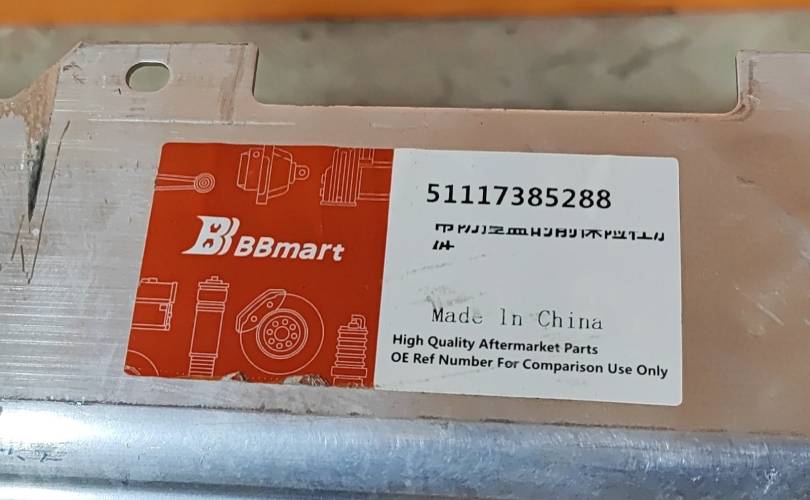 51117385288
BBmart
Made In China
High Quality Aftermarket Parts
OE Ref Number For Comparison Use Only